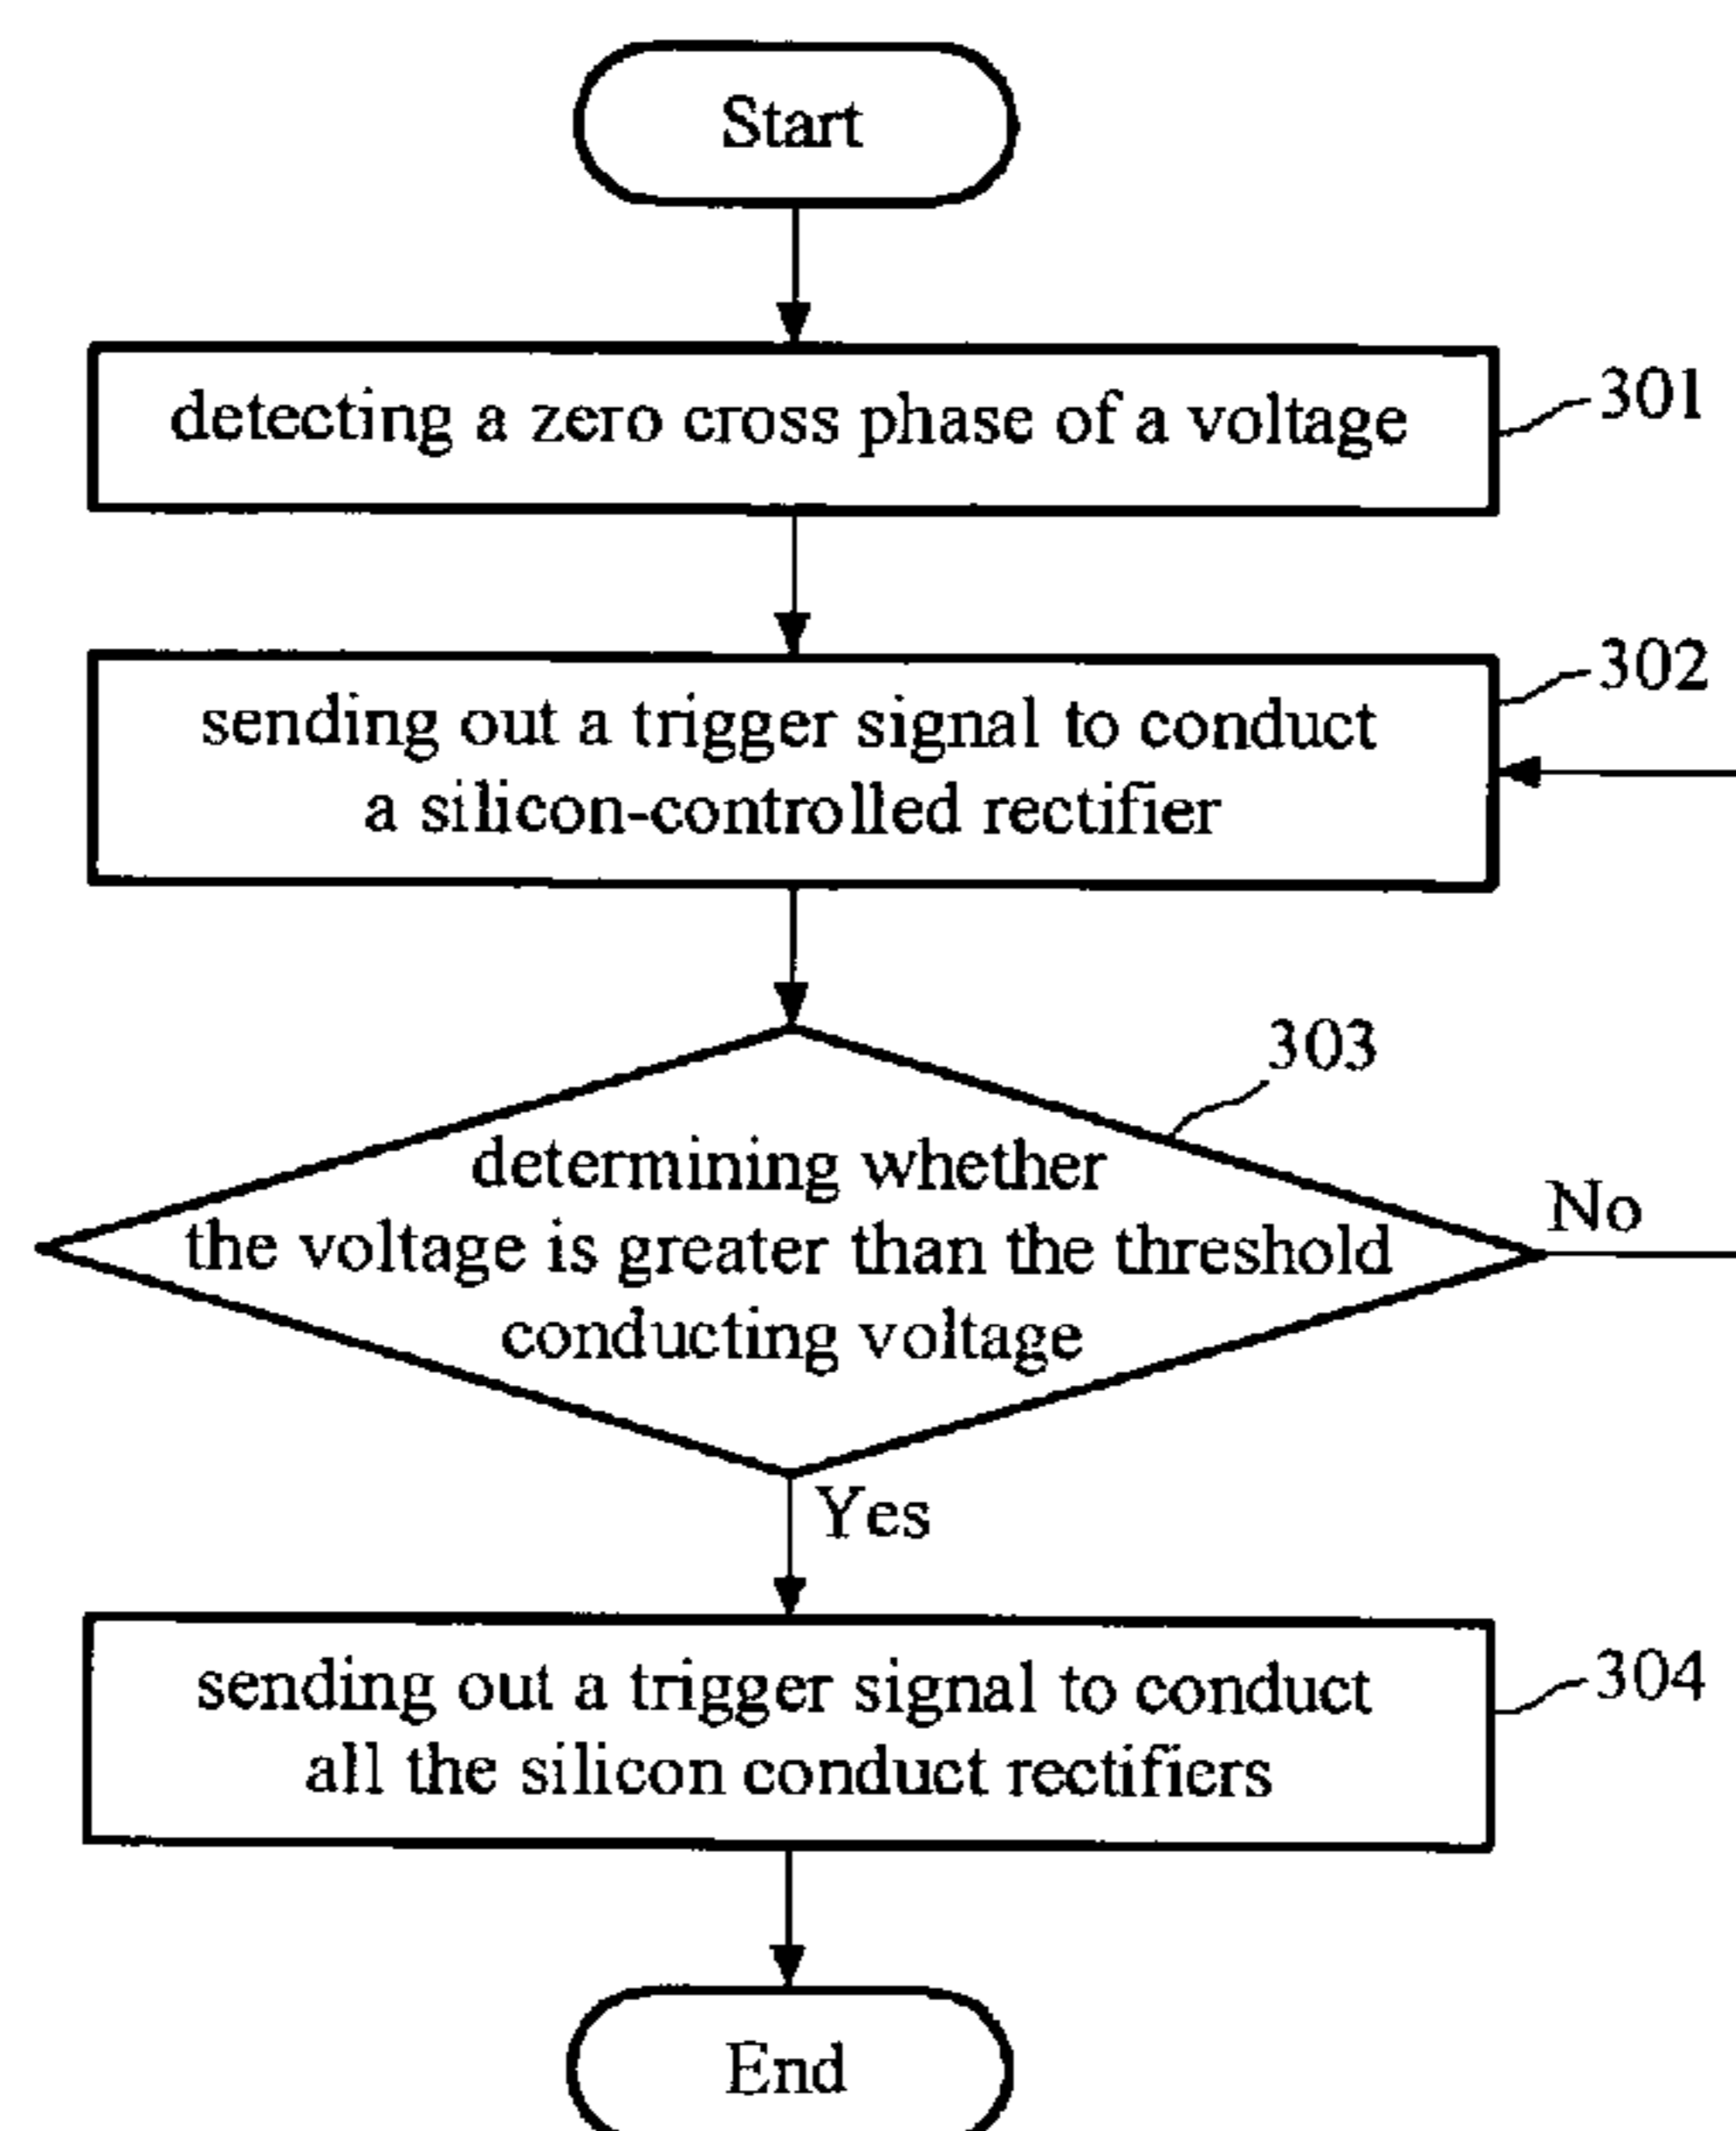 Start
detecting a zero cross phase of a voltage
301
sending out a trigger signal to conduct
a silicon-controlled rectifier
302
303
determining whether
the voltage is greater than the threshold
conducting voltage
No
Yes
sending out a trigger signal to conduct
all the silicon conduct rectifiers
304
End